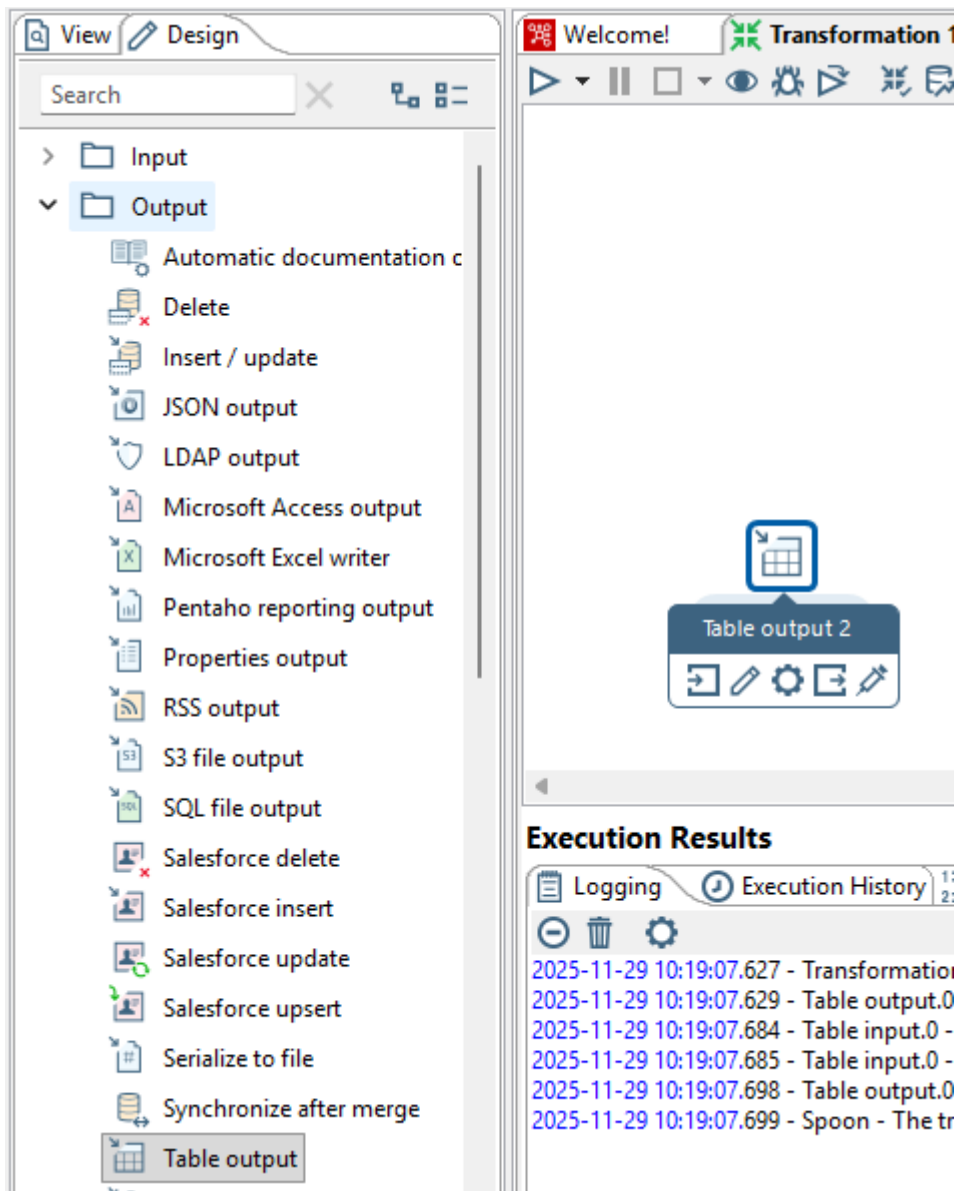 View
Design
Welcome!
Transformation 1
Search
Input
Output
Automatic documentation o
Delete
Insert / update
JSON output
LDAP output
Microsoft Access output
Microsoft Excel writer
Pentaho reporting output
Properties output
RSS output
S3 file output
SQL file output
Salesforce delete
Salesforce insert
Salesforce update
Salesforce upsert
Serialize to file
Synchronize after merge
Table output
Table output 2
Execution Results
Logging
Execution History
2025-11-29 10:19:07.627 - Transformation
2025-11-29 10:19:07.629 - Table output.0
2025-11-29 10:19:07.684 - Table input.0 -
2025-11-29 10:19:07.685 - Table input.0 -
2025-11-29 10:19:07.698 - Table output.0
2025-11-29 10:19:07.699 - Spoon - The tr